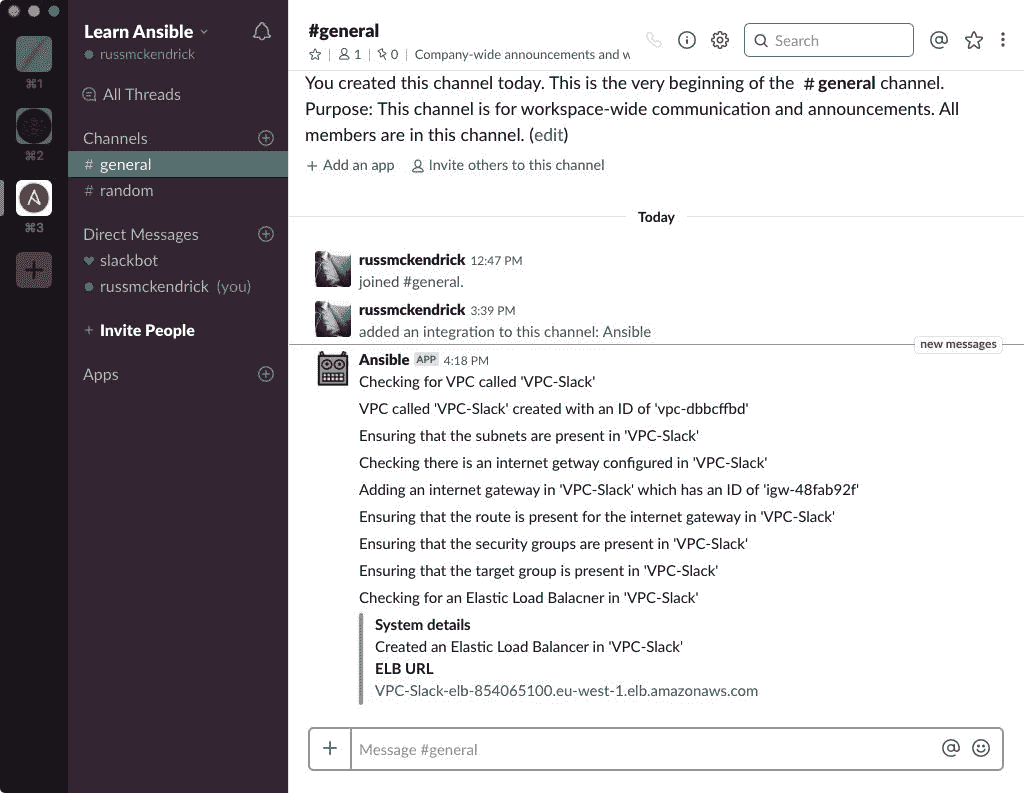 ⌘1
⌘2
⌘3
Learn Ansible
russmckendrick
All Threads
Channels
# general
# random
Direct Messages
slackbot
russmckendrick (you)
+ Invite People
Apps
#general
1 | 0 | Company-wide announcements and w
Search
You created this channel today. This is the very beginning of the # general channel.
Purpose: This channel is for workspace-wide communication and announcements. All
members are in this channel. (edit)
+ Add an app Invite others to this channel
Today
russmckendrick 12:47 PM
joined #general.
russmckendrick 3:39 PM
added an integration to this channel: Ansible
new messages
Ansible APP 4:18 PM
Checking for VPC called 'VPC-Slack'
VPC called 'VPC-Slack' created with an ID of 'vpc-dbbcffbd'
Ensuring that the subnets are present in 'VPC-Slack'
Checking there is an internet getway configured in 'VPC-Slack'
Adding an internet gateway in 'VPC-Slack' which has an ID of 'igw-48fab92f'
Ensuring that the route is present for the internet gateway in 'VPC-Slack'
Ensuring that the security groups are present in 'VPC-Slack'
Ensuring that the target group is present in 'VPC-Slack'
Checking for an Elastic Load Balacner in 'VPC-Slack'
System details
Created an Elastic Load Balancer in 'VPC-Slack'
ELB URL
VPC-Slack-elb-854065100.eu-west-1.elb.amazonaws.com
+ Message #general @